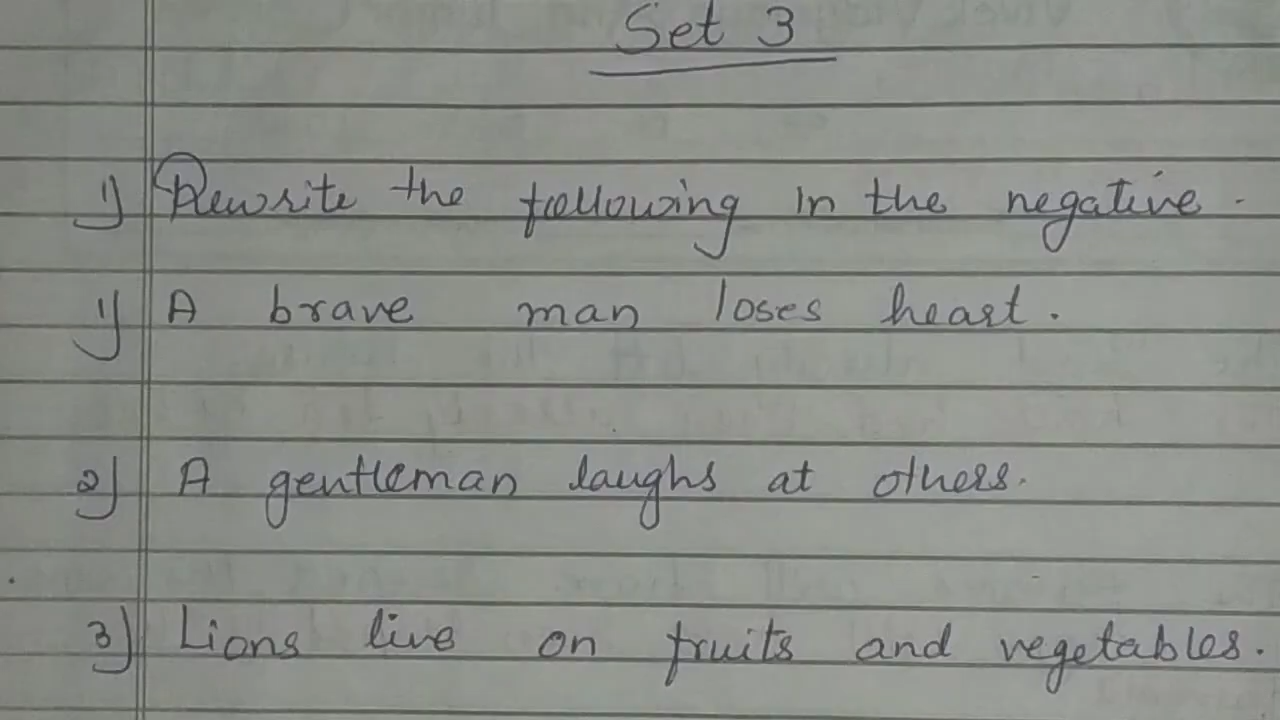 Set 3
1) Rewrite the following in the negative.
1) A brave man loses heart.
2) A gentleman laughs at others.
3) Lions live on fruits and vegetables.